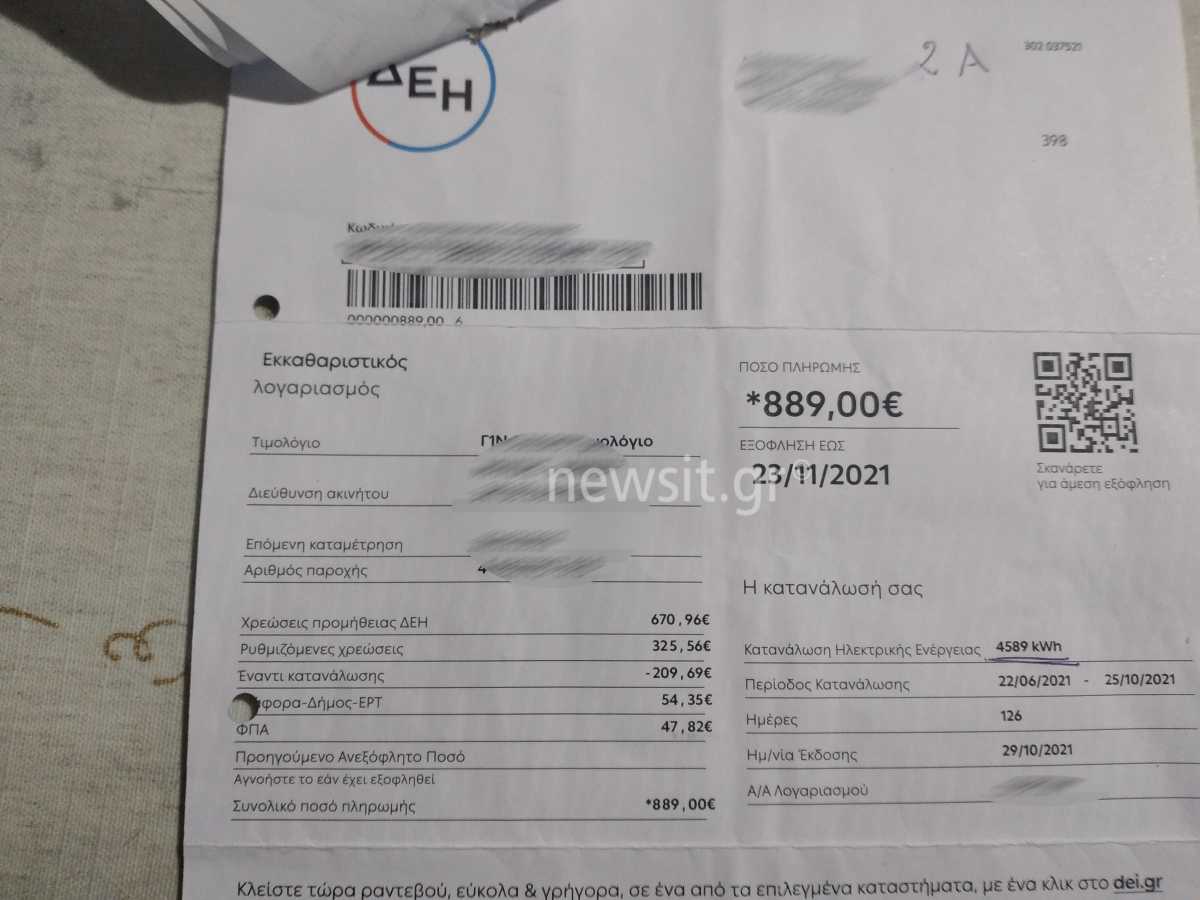 ΔΕΗ
2 Α
302 037521
398
000000889,00 6
Εκκαθαριστικός
λογαριασμός
Τιμολόγιο Γ1Ν
Διεύθυνση ακινήτου
Επόμενη καταμέτρηση
Αριθμός παροχής 4
Χρεώσεις προμήθειας ΔΕΗ 670,96€
Ρυθμιζόμενες χρεώσεις 325,56€
Έναντι κατανάλωσης -209,69€
άφορα-Δήμος-ΕΡΤ 54,35€
ΦΠΑ 47,82€
Προηγούμενο Ανεξόφλητο Ποσό
Αγνοήστε το εάν έχει εξοφληθεί
Συνολικό ποσό πληρωμής *889,00€
ΠΟΣΟ ΠΛΗΡΩΜΗΣ
*889,00€
ΕΞΟΦΛΗΣΗ ΕΩΣ
23/11/2021
newsit.gr
Σκανάρετε
για άμεση εξόφληση
Η κατανάλωσή σας
Κατανάλωση Ηλεκτρικής Ενέργειας 4589 kWh
Περίοδος Κατανάλωσης 22/06/2021 - 25/10/2021
Ημέρες 126
Ημ/νία Έκδοσης 29/10/2021
Α/Α Λογαριασμού
Κλείστε τώρα ραντεβού, εύκολα & γρήγορα, σε ένα από τα επιλεγμένα καταστήματα, με ένα κλικ στο dei.gr